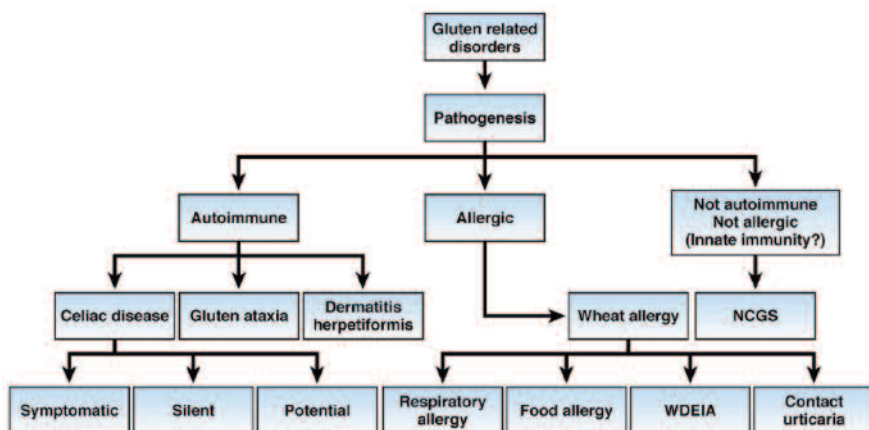 Gluten related
disorders
Pathogenesis
Autoimmune
Allergic
Not autoimmune
Not allergic
(Innate immunity?)
Celiac disease
Gluten ataxia
Dermatitis
herpetiformis
Wheat allergy
NCGS
Symptomatic
Silent
Potential
Respiratory
allergy
Food allergy
WDEIA
Contact
urticaria